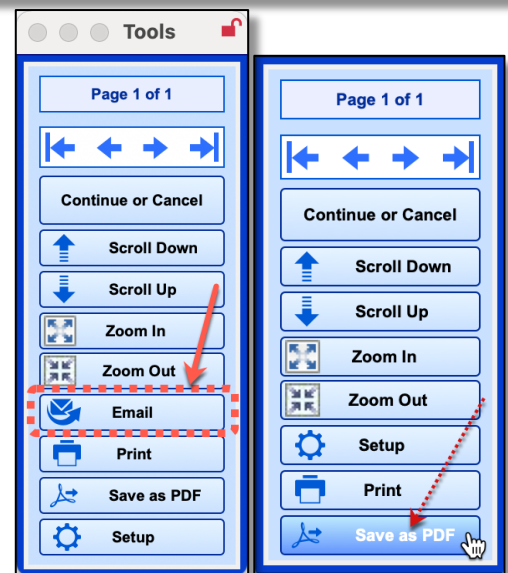 Tools
Page 1 of 1
Continue or Cancel
Scroll Down
Scroll Up
Zoom In
Zoom Out
Email
Print
Save as PDF
Setup
Page 1 of 1
Continue or Cancel
Scroll Down
Scroll Up
Zoom In
Zoom Out
Setup
Print
Save as PDF